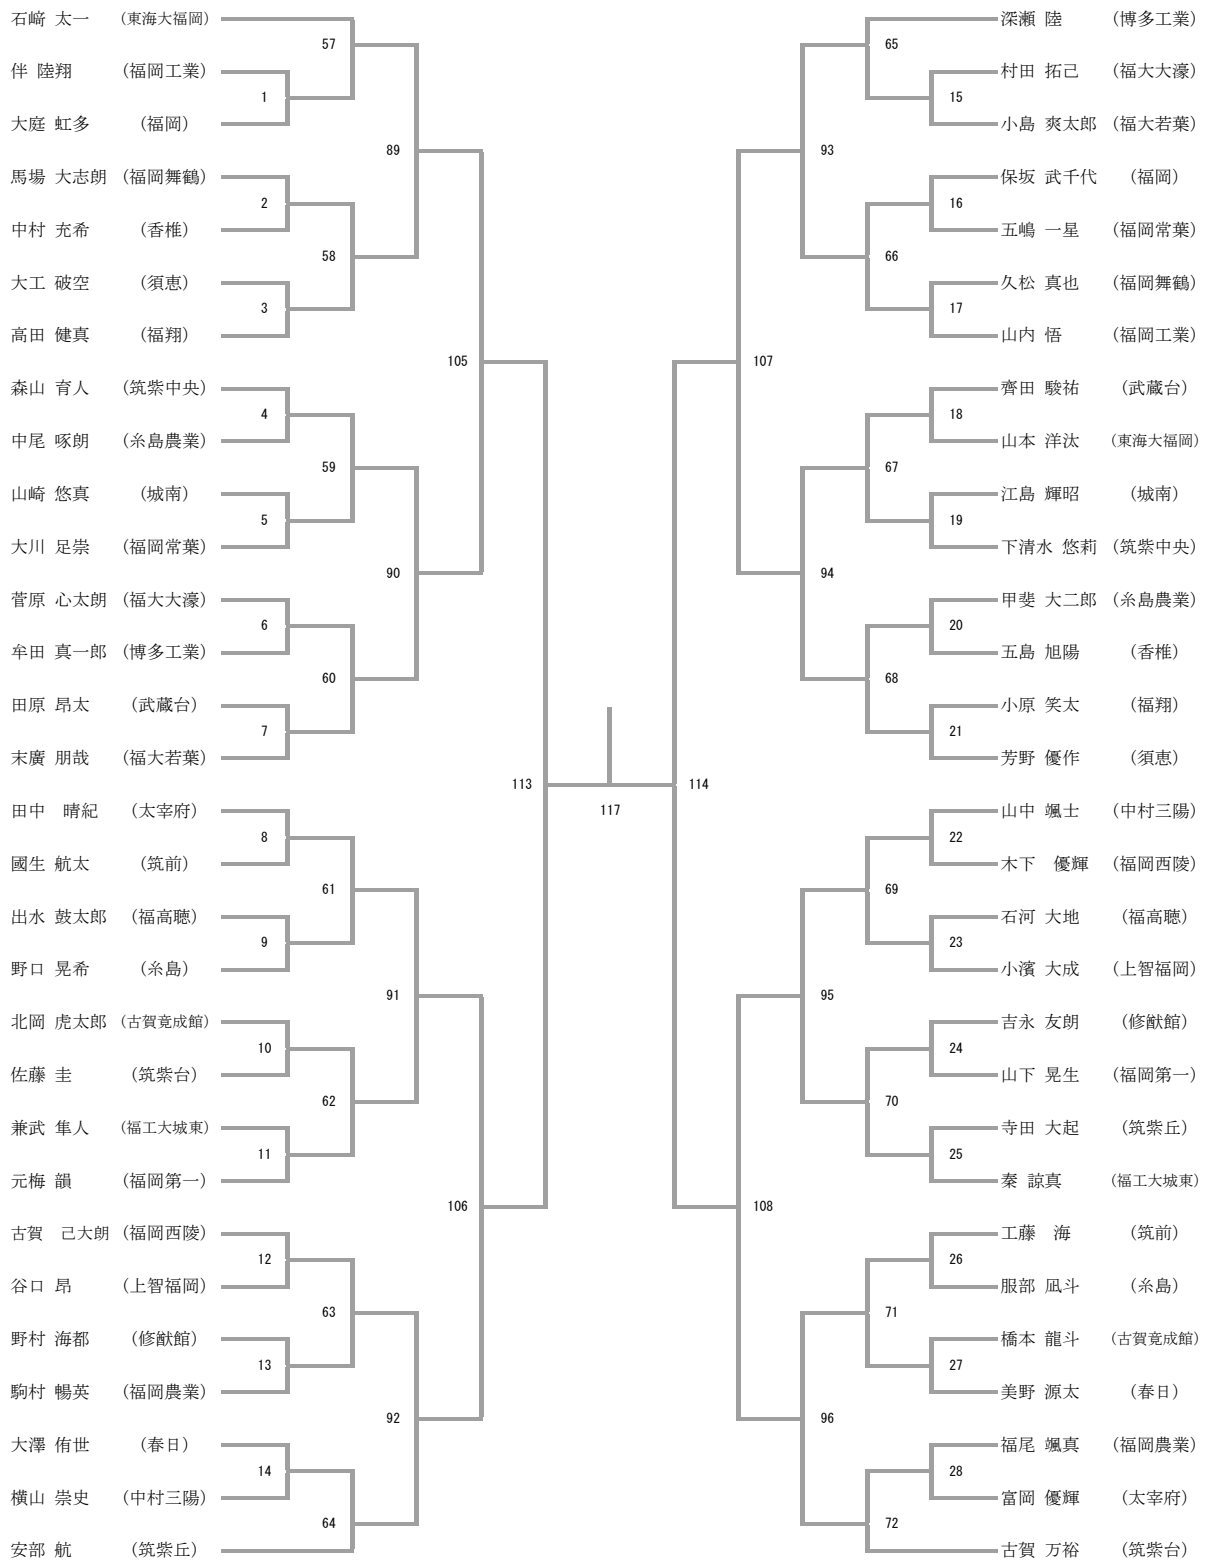 石﨑 太一 （東海大福岡）
57
伴 陸翔 （福岡工業）
1
大庭 虹多 （福岡）
89
馬場 大志朗 （福岡舞鶴）
2
中村 充希 （香椎）
58
大工 破空 （須恵）
3
高田 健真 （福翔）
105
森山 育人 （筑紫中央）
4
中尾 啄朗 （糸島農業）
59
山崎 悠真 （城南）
5
大川 足崇 （福岡常葉）
90
菅原 心太朗 （福大大濠）
6
牟田 真一郎 （博多工業）
60
田原 昂太 （武蔵台）
7
末廣 朋哉 （福大若葉）
113
田中　晴紀 （太宰府）
8
國生 航太 （筑前）
61
出水 鼓太郎 （福高聴）
9
野口 晃希 （糸島）
91
北岡 虎太郎 （古賀竟成館）
10
佐藤 圭 （筑紫台）
62
兼武 隼人 （福工大城東）
11
元梅 韻 （福岡第一）
106
古賀　己大朗 （福岡西陵）
12
谷口 昂 （上智福岡）
63
野村 海都 （修猷館）
13
駒村 暢英 （福岡農業）
92
大澤 侑世 （春日）
14
横山 崇史 （中村三陽）
64
安部 航 （筑紫丘）
117
深瀬 陸 （博多工業）
65
村田 拓己 （福大大濠）
15
小島 爽太郎 （福大若葉）
93
保坂 武千代 （福岡）
16
五嶋 一星 （福岡常葉）
66
久松 真也 （福岡舞鶴）
17
山内 悟 （福岡工業）
107
齊田 駿祐 （武蔵台）
18
山本 洋汰 （東海大福岡）
67
江島 輝昭 （城南）
19
下清水 悠莉 （筑紫中央）
94
甲斐 大二郎 （糸島農業）
20
五島 旭陽 （香椎）
68
小原 笑太 （福翔）
21
芳野 優作 （須恵）
114
山中 颯士 （中村三陽）
22
木下　優輝 （福岡西陵）
69
石河 大地 （福高聴）
23
小濱 大成 （上智福岡）
95
吉永 友朗 （修猷館）
24
山下 晃生 （福岡第一）
70
寺田 大起 （筑紫丘）
25
秦 諒真 （福工大城東）
108
工藤　海 （筑前）
26
服部 凪斗 （糸島）
71
橋本 龍斗 （古賀竟成館）
27
美野 源太 （春日）
96
福尾 颯真 （福岡農業）
28
富岡 優輝 （太宰府）
72
古賀 万裕 （筑紫台）